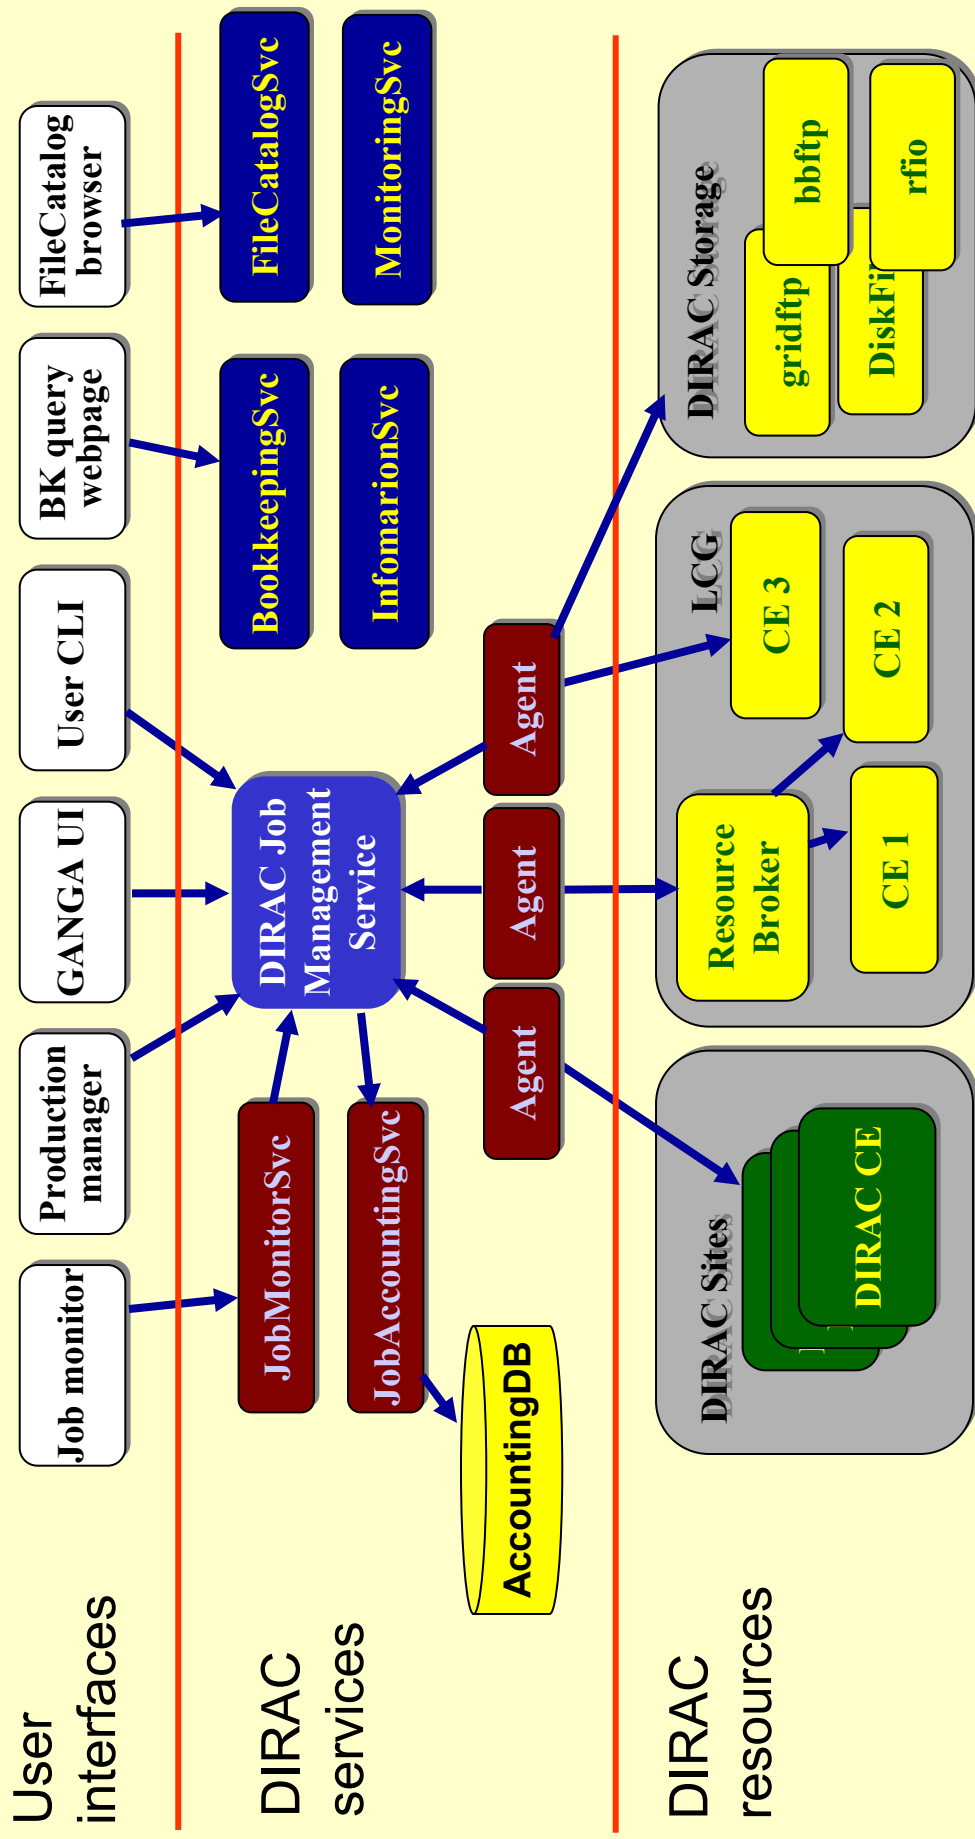 User
interfaces
Job monitor
Production
manager
GANGA UI
User CLI
BK query
webpage
FileCatalog
browser
DIRAC
services
JobMonitorSvc
JobAccountingSvc
AccountingDB
DIRAC Job
Management
Service
BookkeepingSvc
FileCatalogSvc
InfomarionSvc
MonitoringSvc
Agent
Agent
Agent
DIRAC
resources
DIRAC Sites
DIRAC CE
LCG
Resource
Broker
CE 1
CE 2
CE 3
DIRAC Storage
gridftp
bbftp
DiskFi
rfio